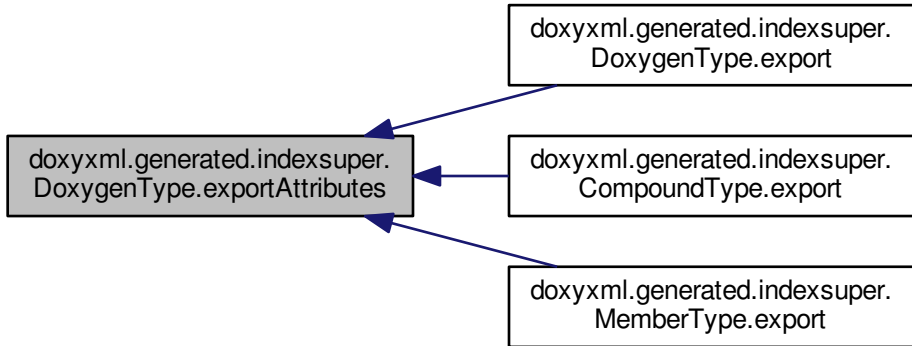 doxyxml.generated.indexsuper.
DoxygenType.export
doxyxml.generated.indexsuper.
DoxygenType.exportAttributes
doxyxml.generated.indexsuper.
CompoundType.export
doxyxml.generated.indexsuper.
MemberType.export